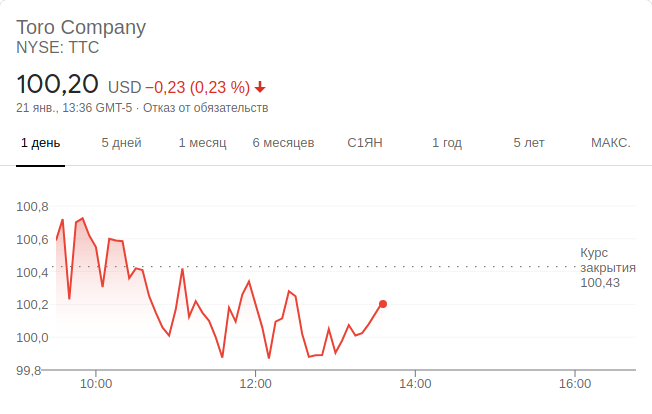 Toro Company
NYSE: TTC
100,20 USD −0,23 (0,23 %)
21 янв., 13:36 GMT-5 · Отказ от обязательств
1 день 5 дней 1 месяц 6 месяцев С1ЯН 1 год 5 лет МАКС.
100,8
100,6
100,4
100,2
100,0
99,8
Курс
закрытия
100,43
10:00 12:00 14:00 16:00